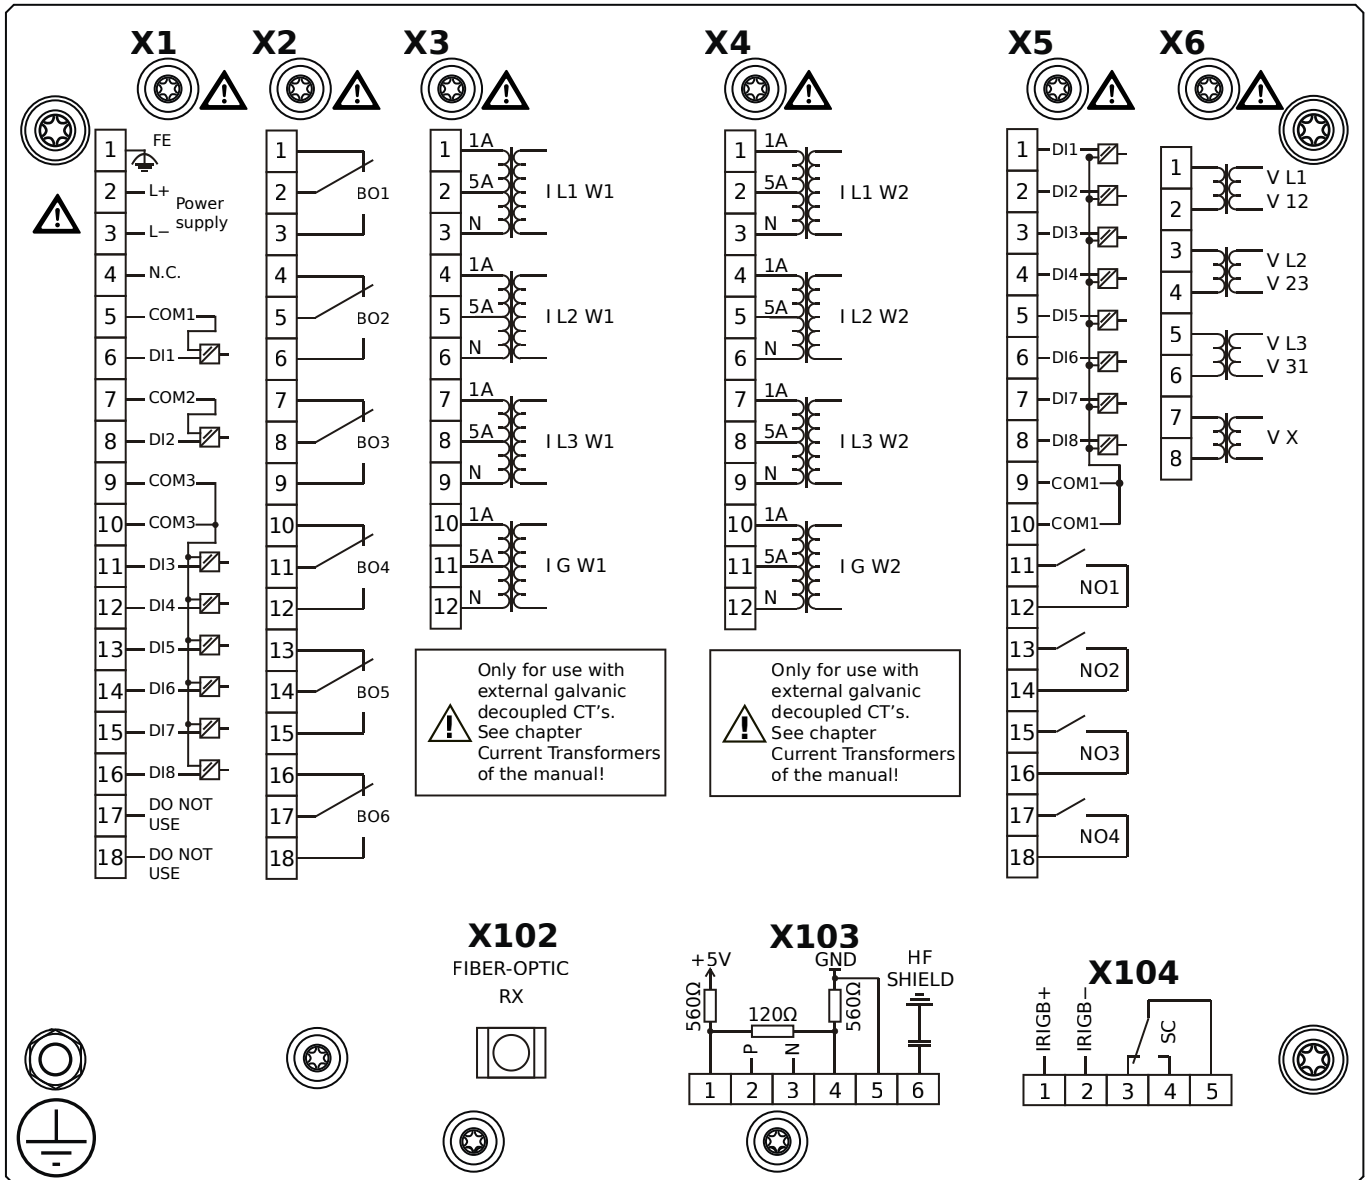 X1
1
FE
2
L+
Power
supply
3
L−
4
N.C.
5
COM1
6
DI1
7
COM2
8
DI2
9
COM3
10
COM3
11
DI3
12
DI4
13
DI5
14
DI6
15
DI7
16
DI8
17
DO NOT
USE
18
DO NOT
USE
X2
1
2
BO1
3
4
5
BO2
6
7
8
BO3
9
10
11
BO4
12
13
14
BO5
15
16
17
BO6
18
X3
1
1A
2
5A
I L1 W1
3
N
4
1A
5
5A
I L2 W1
6
N
7
1A
8
5A
I L3 W1
9
N
10
1A
11
5A
I G W1
12
N
Only for use with
external galvanic
decoupled CT's.
See chapter
Current Transformers
of the manual!
X4
1
1A
2
5A
I L1 W2
3
N
4
1A
5
5A
I L2 W2
6
N
7
1A
8
5A
I L3 W2
9
N
10
1A
11
5A
I G W2
12
N
Only for use with
external galvanic
decoupled CT's.
See chapter
Current Transformers
of the manual!
X5
1
DI1
2
DI2
3
DI3
4
DI4
5
DI5
6
DI6
7
DI7
8
DI8
9
COM1
10
COM1
11
NO1
12
13
NO2
14
15
NO3
16
17
NO4
18
X6
1
V L1
2
V 12
3
V L2
4
V 23
5
V L3
6
V 31
7
V X
8
X102
FIBER-OPTIC
RX
X103
+5V
GND
HF
SHIELD
560Ω
120Ω
560Ω
P
N
1 2 3 4 5 6
X104
IRIGB+
IRIGB−
SC
1 2 3 4 5